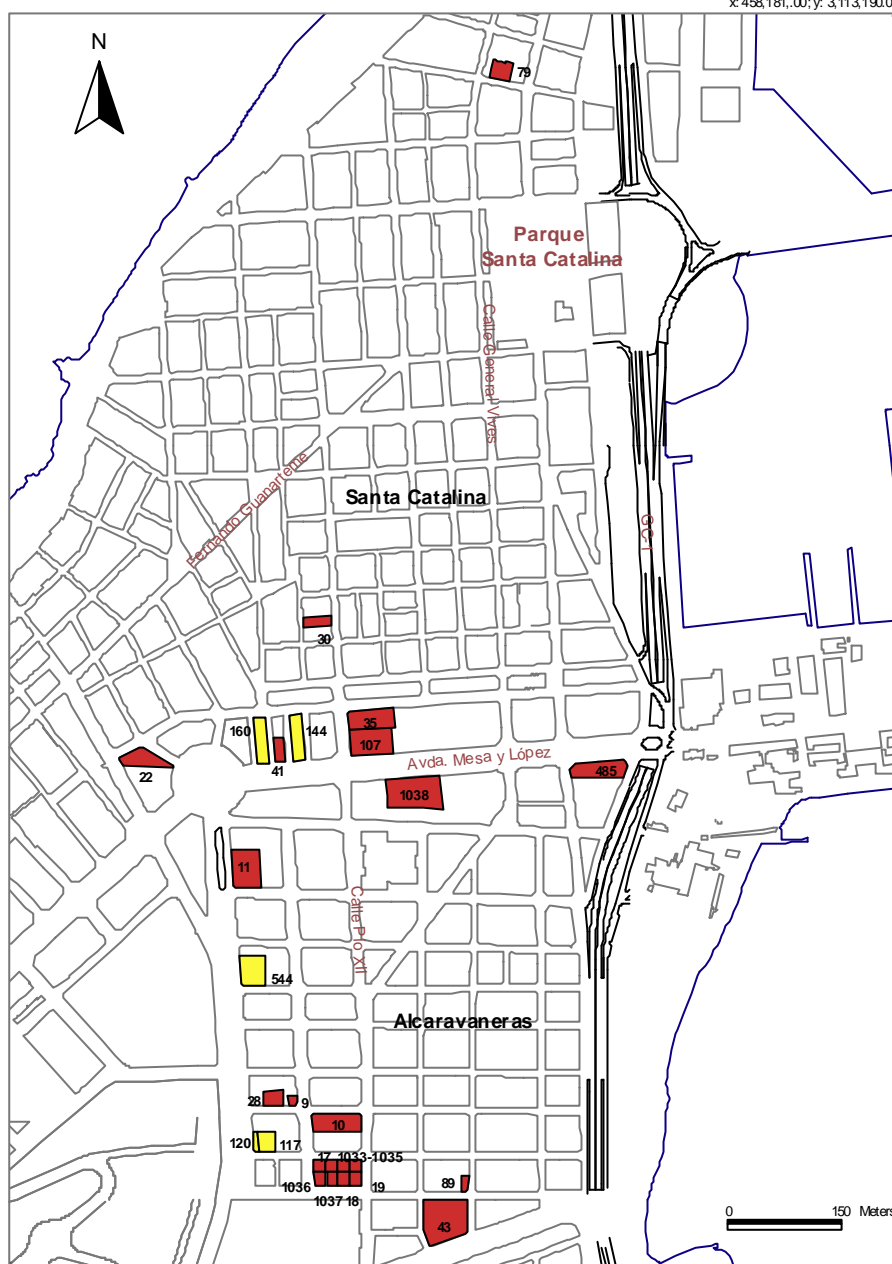 x: 458,181,.00; y: 3,113,190.0
N
79
Parque
Santa Catalina
Calle General Vives
Santa Catalina
Fernando Guanarteme
GC-1
30
160
144
35
107
41
22
Avda. Mesa y López
485
1038
11
Calle Pío XII
544
Alcaravaneras
28
9
10
120
117
17 1033-1035
1036
19
1037 18
89
43
0 150 Meters